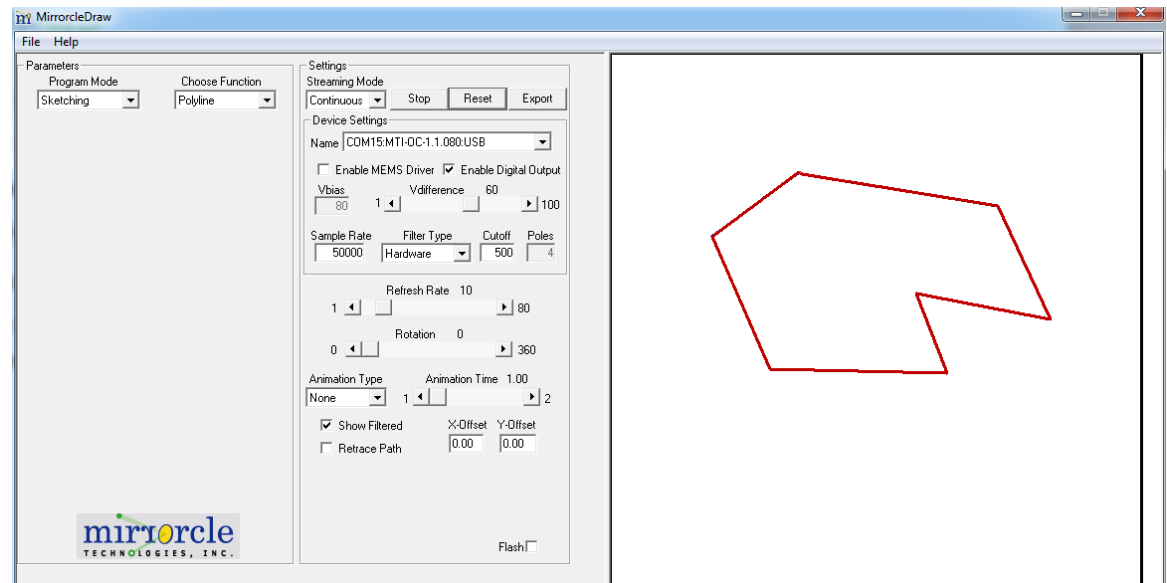 MirrorcleDraw
File Help
Parameters
Program Mode Choose Function
Sketching Polyline
Settings
Streaming Mode
Continuous Stop Reset Export
Device Settings
Name COM15:MTI-OC-1.1.080:USB
Enable MEMS Driver Enable Digital Output
Vbias Vdifference 60
80 1 100
Sample Rate Filter Type Cutoff Poles
50000 Hardware 500 4
Refresh Rate 10
1 80
Rotation 0
0 360
Animation Type Animation Time 1.00
None 1 2
Show Filtered X-Offset Y-Offset
Retrace Path 0.00 0.00
Flash
mirrorcle
TECHNOLOGIES, INC.